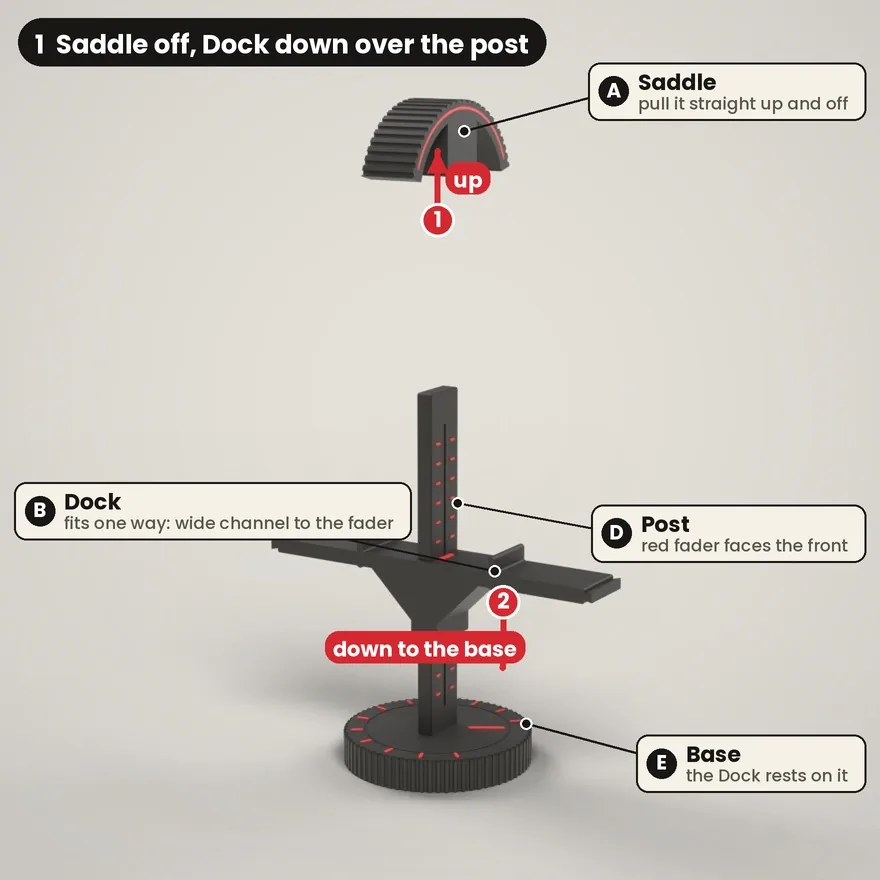 1 Saddle off, Dock down over the post
A Saddle
pull it straight up and off
up
1
B Dock
fits one way: wide channel to the fader
D Post
red fader faces the front
2
down to the base
E Base
the Dock rests on it